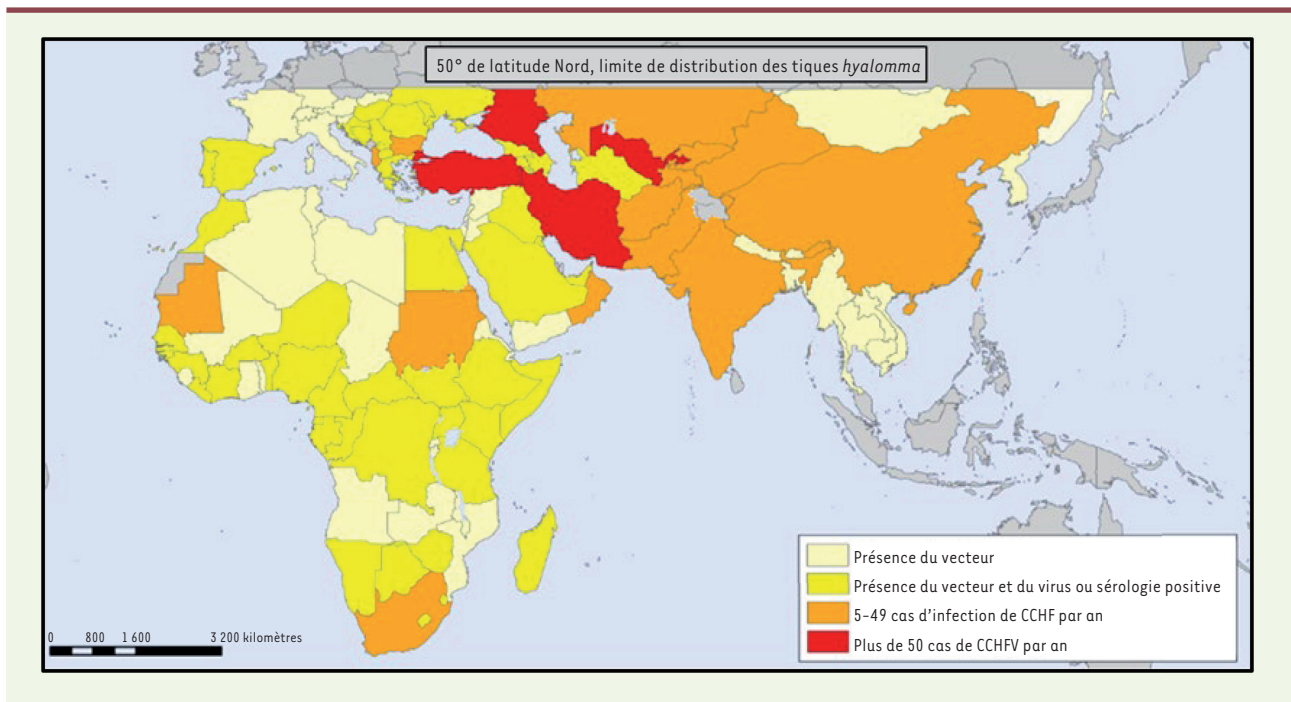 50° de latitude Nord, limite de distribution des tiques hyalomma
Présence du vecteur
Présence du vecteur et du virus ou sérologie positive
5-49 cas d’infection de CCHF par an
Plus de 50 cas de CCHFV par an
0 800 1 600 3 200 kilomètres